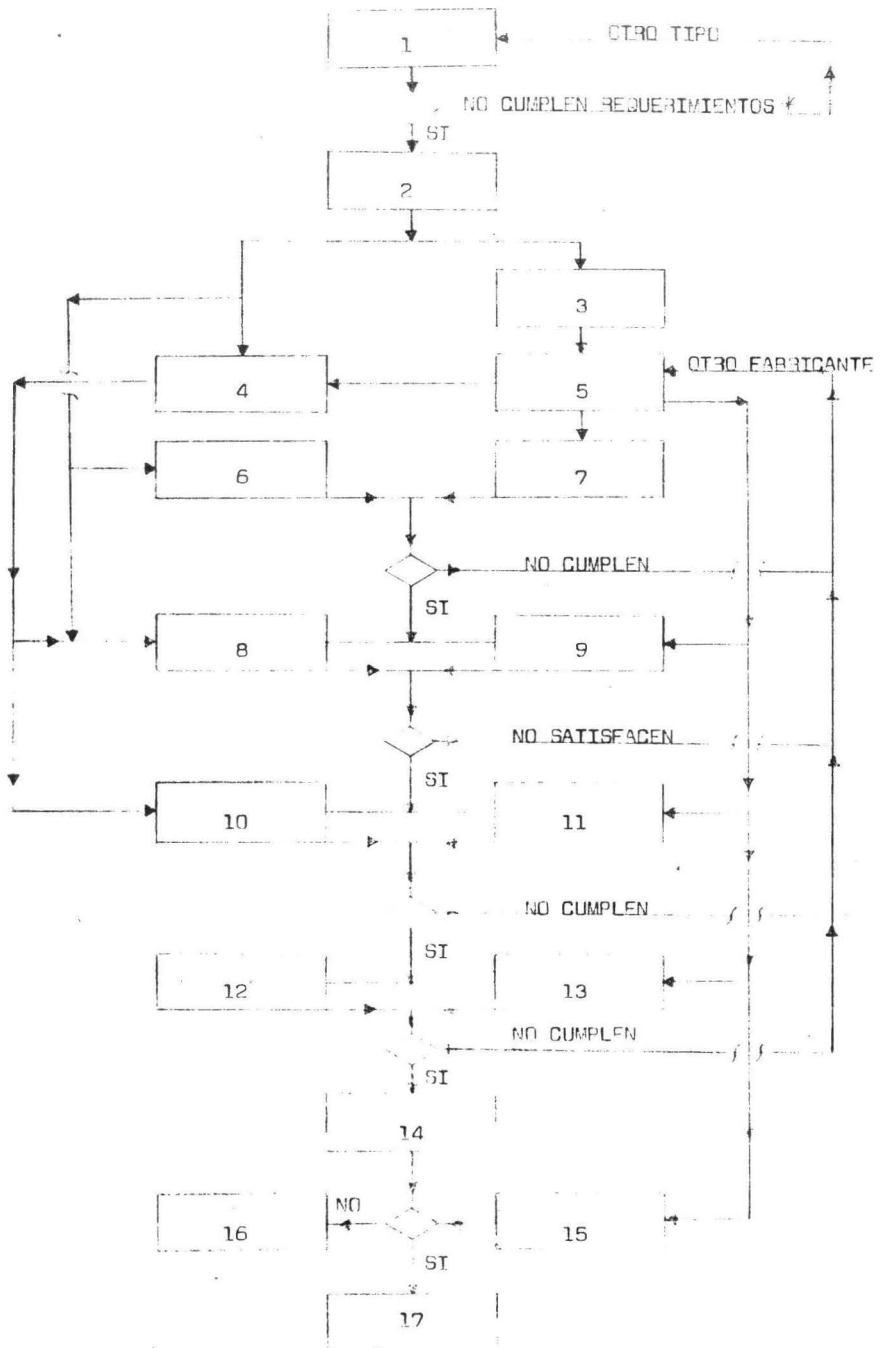 1
OTRO TIPO
NO CUMPLEN REQUERIMIENTOS *
SI
2
3
OTRO FABRICANTE
4
5
6
7
NO CUMPLEN
SI
8
9
NO SATISFACEN
SI
10
11
NO CUMPLEN
SI
12
13
NO CUMPLEN
SI
14
NO
16
15
SI
17